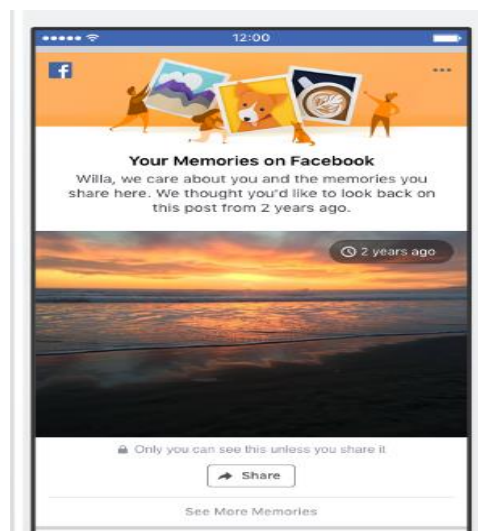 12:00
f
Your Memories on Facebook
Willa, we care about you and the memories you
share here. We thought you'd like to look back on
this post from 2 years ago.
2 years ago
Only you can see this unless you share it
Share
See More Memories